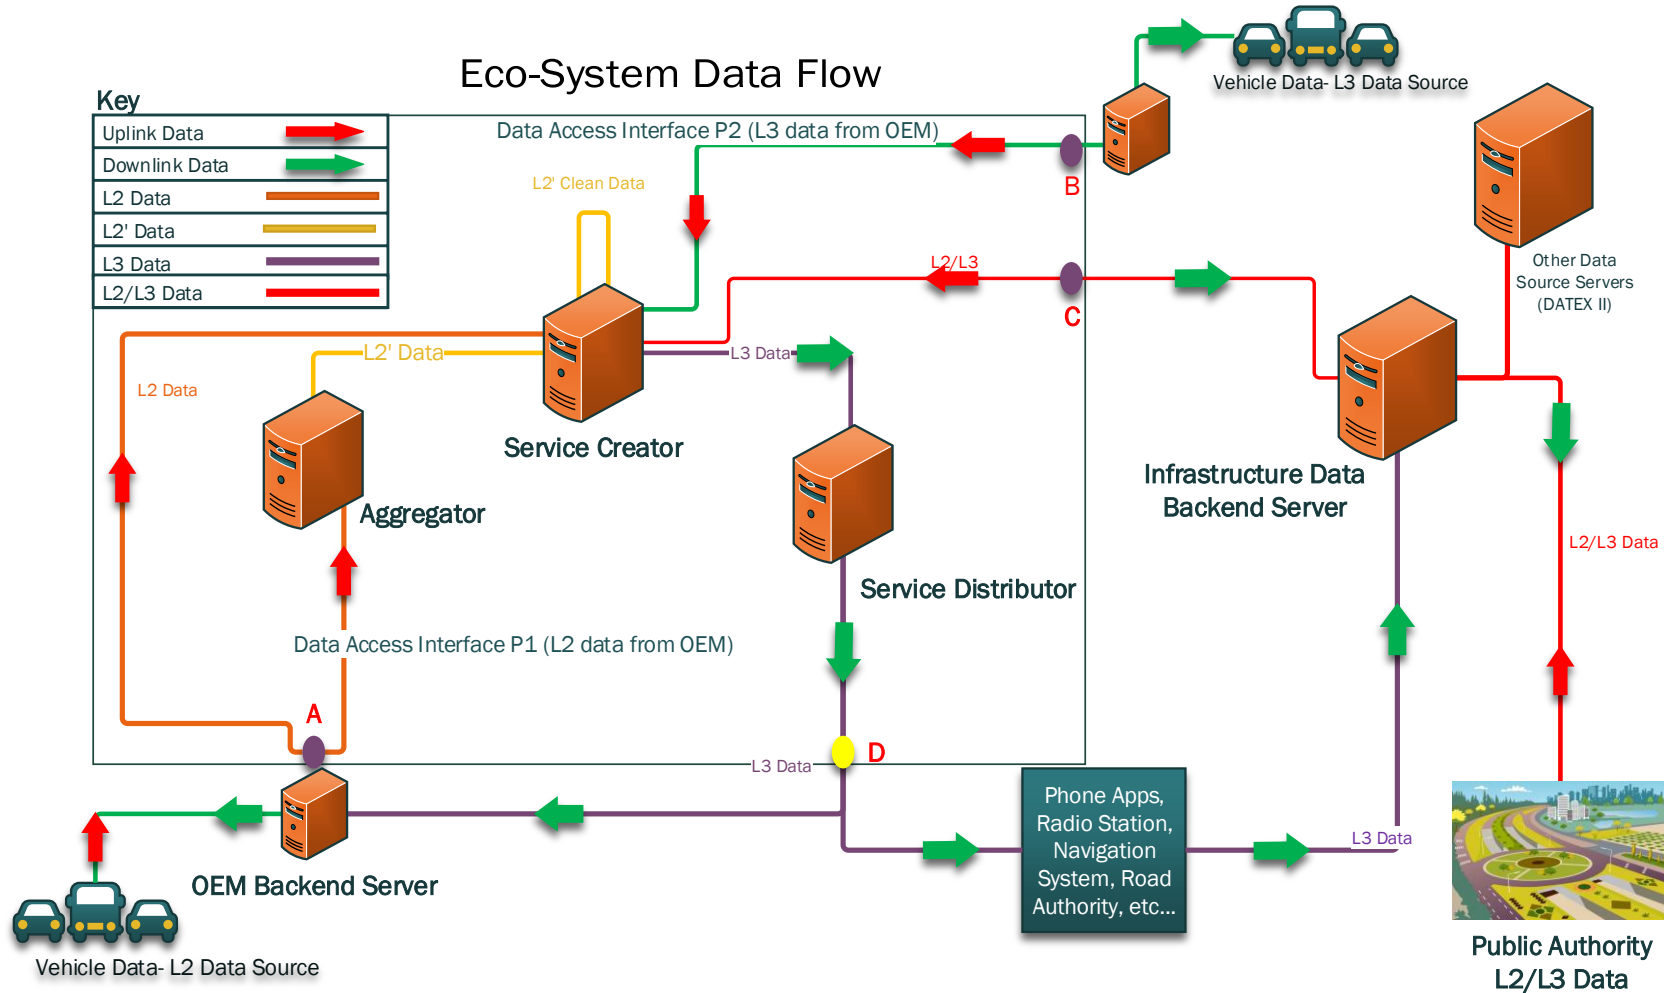 Eco-System Data Flow
Key
Uplink Data
Downlink Data
L2 Data
L2' Data
L3 Data
L2/L3 Data
Vehicle Data- L3 Data Source
Data Access Interface P2 (L3 data from OEM)
B
L2' Clean Data
L2/L3
C
Other Data
Source Servers
(DATEX II)
L2' Data
L3 Data
L2 Data
Service Creator
Aggregator
Infrastructure Data
Backend Server
L2/L3 Data
Service Distributor
Data Access Interface P1 (L2 data from OEM)
A
D
L3 Data
Phone Apps,
Radio Station,
Navigation
System, Road
Authority, etc...
L3 Data
OEM Backend Server
Vehicle Data- L2 Data Source
Public Authority
L2/L3 Data